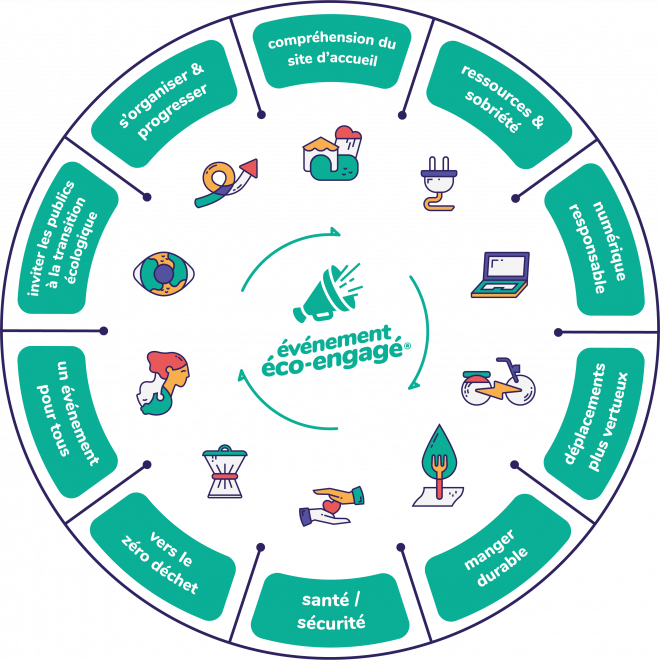 compréhension du
site d'accueil
ressources &
sobriété
numérique
responsable
déplacements
plus vertueux
manger
durable
santé /
sécurité
vers le
zéro déchet
un événement
pour tous
inviter les publics
à la transition
écologique
s'organiser &
progresser
événement
éco-engagé®